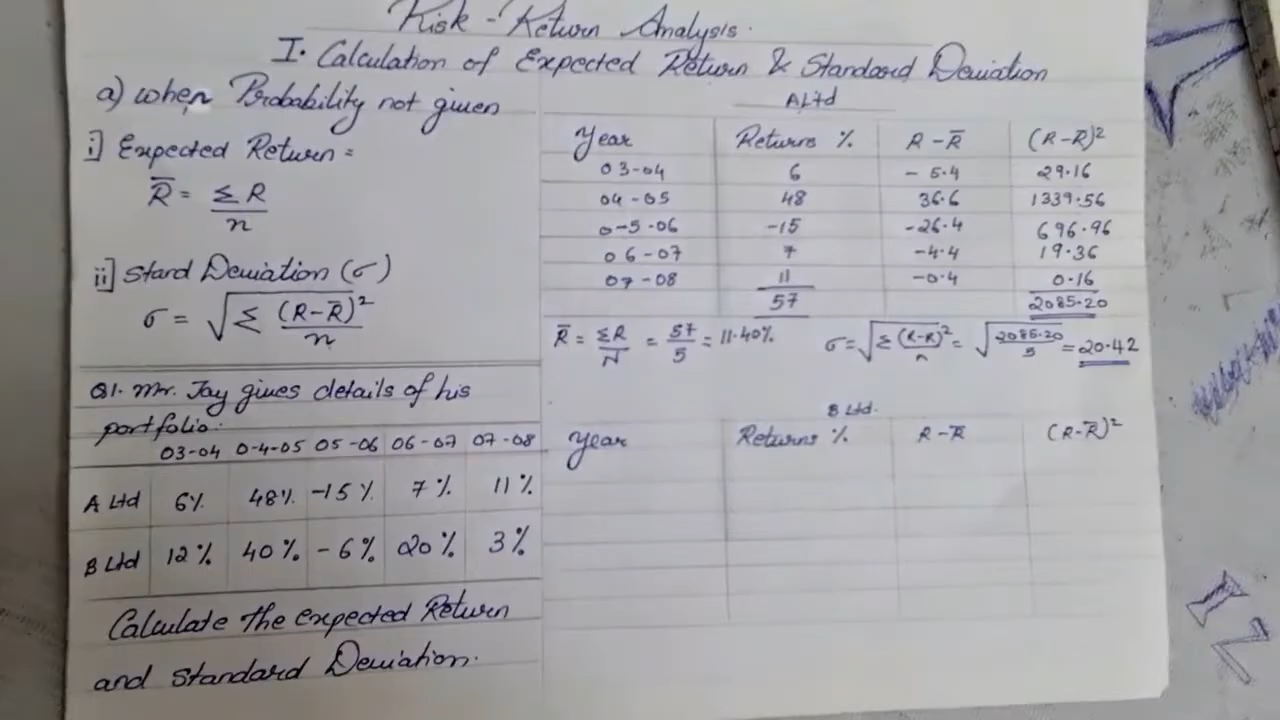 Risk - Return Analysis.
I. Calculation of Expected Return & Standard Deviation
a) when Probability not given
i] Expected Return =
R̅ = ΣR
n
ii] Stard Deviation (σ)
σ = √Σ (R-R̅)²
n
Q1. Mr. Jay gives details of his
portfolio.
03-04 0-4-05 05-06 06-07 07-08
A Ltd 6% 48% -15% 7% 11%
B Ltd 12% 40% -6% 20% 3%
Calculate the expected Return
and Standard Deviation.
A Ltd
Year Returns % R-R̅ (R-R̅)²
03-04 6 -5.4 29.16
04-05 48 36.6 1339.56
0-5-06 -15 -26.4 696.96
06-07 7 -4.4 19.36
07-08 11 -0.4 0.16
57 2085.20
R̅ = ΣR/N = 57/5 = 11.40% σ = √Σ(R-R)²/n = √2085.20/5 = 20.42
B Ltd.
Year Returns % R-R̅ (R-R̅)²